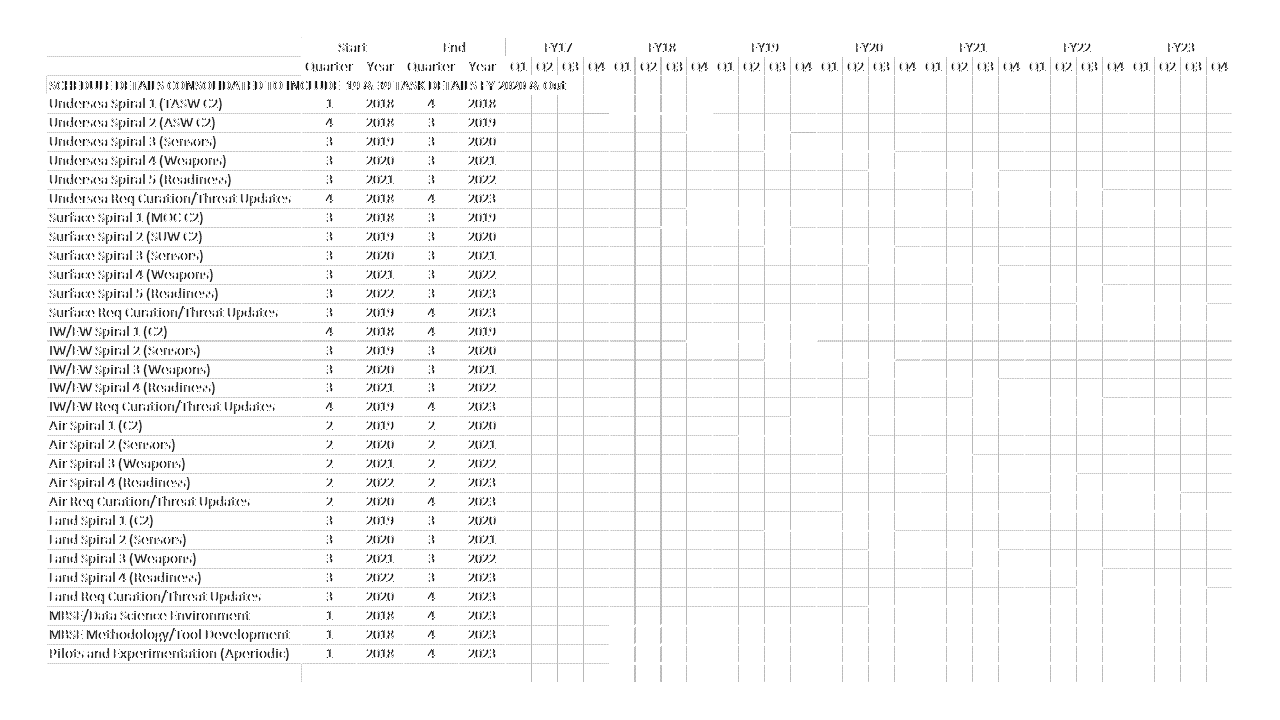 Start End FY17 FY18 FY19 FY20 FY21 FY22 FY23
Quarter Year Quarter Year Q1 Q2 Q3 Q4 Q1 Q2 Q3 Q4 Q1 Q2 Q3 Q4 Q1 Q2 Q3 Q4 Q1 Q2 Q3 Q4 Q1 Q2 Q3 Q4 Q1 Q2 Q3 Q4
SCHEDULE DETAILS CONSOLIDATED TO INCLUDE 19 & 39 TASK DETAILS FY 2020 & Out
Undersea Spiral 1 (TASW C2) 1 2018 4 2018
Undersea Spiral 2 (ASW C2) 4 2018 3 2019
Undersea Spiral 3 (Sensors) 3 2019 3 2020
Undersea Spiral 4 (Weapons) 3 2020 3 2021
Undersea Spiral 5 (Readiness) 3 2021 3 2022
Undersea Req Curation/Threat Updates 4 2018 4 2023
Surface Spiral 1 (MOC C2) 3 2018 3 2019
Surface Spiral 2 (SUW C2) 3 2019 3 2020
Surface Spiral 3 (Sensors) 3 2020 3 2021
Surface Spiral 4 (Weapons) 3 2021 3 2022
Surface Spiral 5 (Readiness) 3 2022 3 2023
Surface Req Curation/Threat Updates 3 2019 4 2023
IW/EW Spiral 1 (C2) 4 2018 4 2019
IW/EW Spiral 2 (Sensors) 3 2019 3 2020
IW/EW Spiral 3 (Weapons) 3 2020 3 2021
IW/EW Spiral 4 (Readiness) 3 2021 3 2022
IW/EW Req Curation/Threat Updates 4 2019 4 2023
Air Spiral 1 (C2) 2 2019 2 2020
Air Spiral 2 (Sensors) 2 2020 2 2021
Air Spiral 3 (Weapons) 2 2021 2 2022
Air Spiral 4 (Readiness) 2 2022 2 2023
Air Req Curation/Threat Updates 2 2020 4 2023
Land Spiral 1 (C2) 3 2019 3 2020
Land Spiral 2 (Sensors) 3 2020 3 2021
Land Spiral 3 (Weapons) 3 2021 3 2022
Land Spiral 4 (Readiness) 3 2022 3 2023
Land Req Curation/Threat Updates 3 2020 4 2023
MBSE/Data Science Environment 1 2018 4 2023
MBSE Methodology/Tool Development 1 2018 4 2023
Pilots and Experimentation (Aperiodic) 1 2018 4 2023